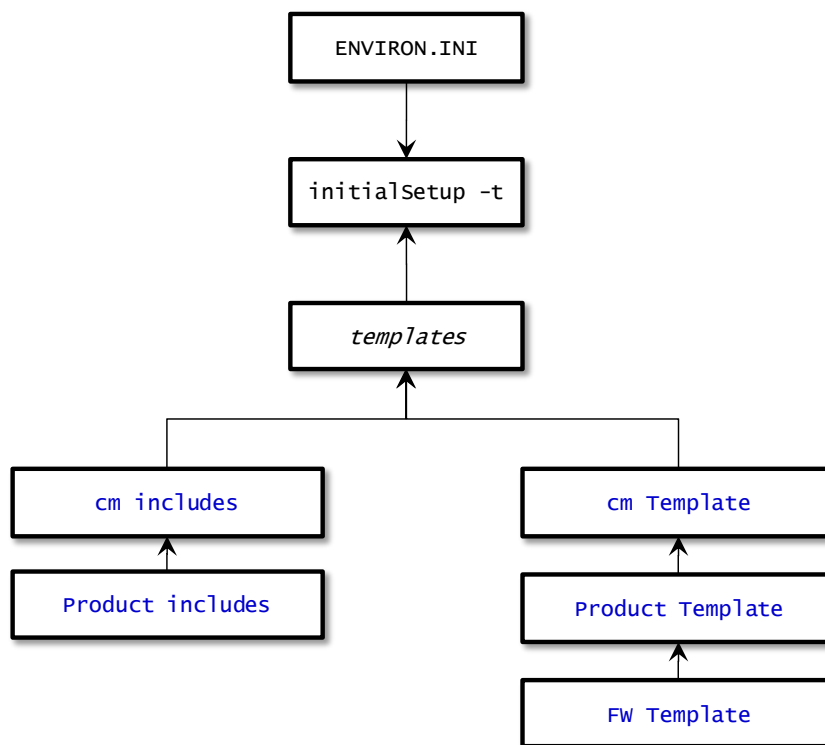 ENVIRON.INI
initialSetup –t
templates
cm includes
cm Template
Product includes
Product Template
FW Template